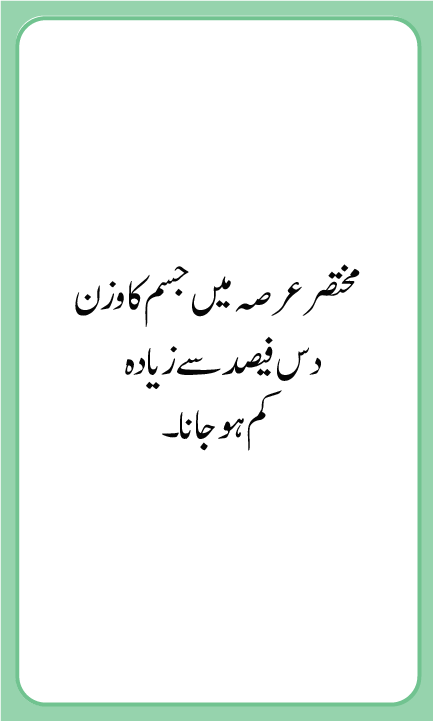 مختصر عرصہ میں جسم کا وزن
دس فیصد سے زیادہ
کم ہو جانا۔